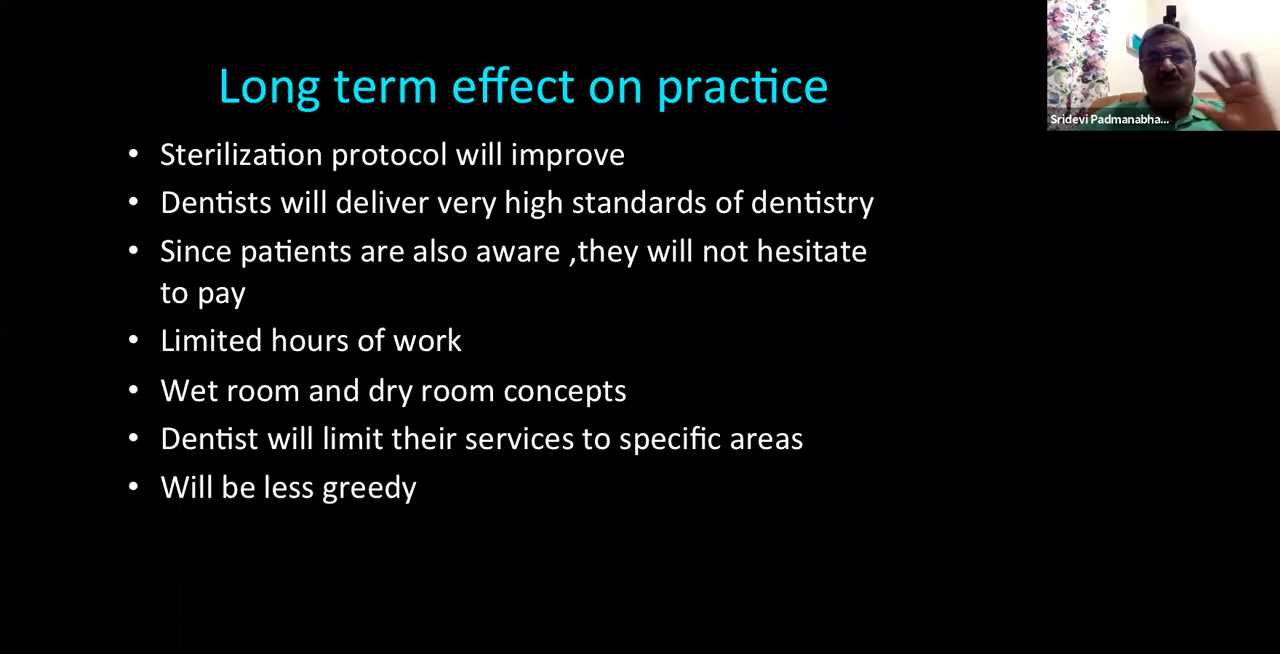 Long term effect on practice
Sridevi Padmanabha...
• Sterilization protocol will improve
• Dentists will deliver very high standards of dentistry
• Since patients are also aware ,they will not hesitate
to pay
• Limited hours of work
• Wet room and dry room concepts
• Dentist will limit their services to specific areas
• Will be less greedy